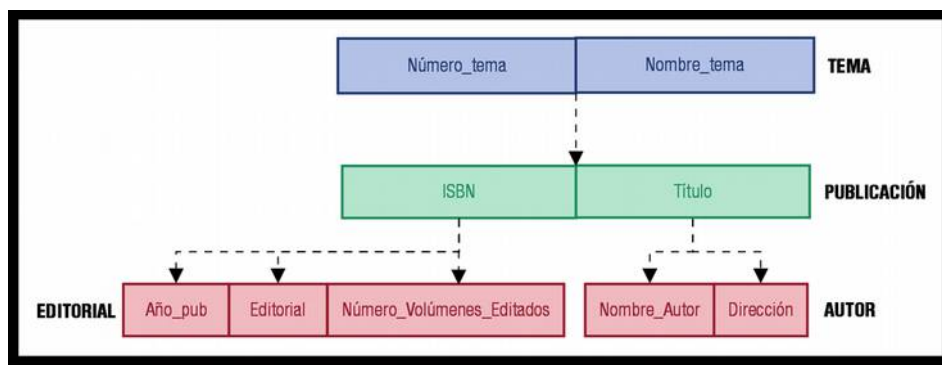 Número_tema Nombre_tema TEMA
ISBN Título PUBLICACIÓN
EDITORIAL Año_pub Editorial Número_Volúmenes_Editados Nombre_Autor Dirección AUTOR